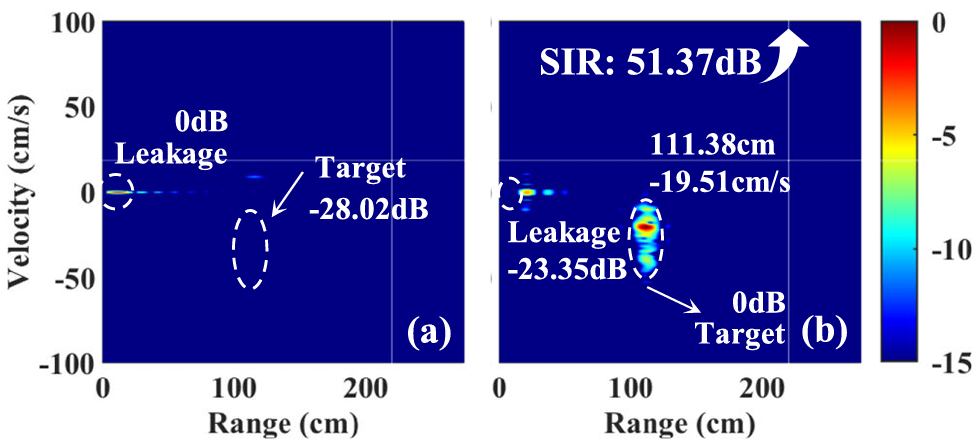 100
50
0
-50
-100
Velocity (cm/s)
0dB
Leakage
Target
-28.02dB
(a)
0
100
200
Range (cm)
SIR: 51.37dB
111.38cm
-19.51cm/s
Leakage
-23.35dB
0dB
Target
(b)
0
100
200
Range (cm)
0
-5
-10
-15